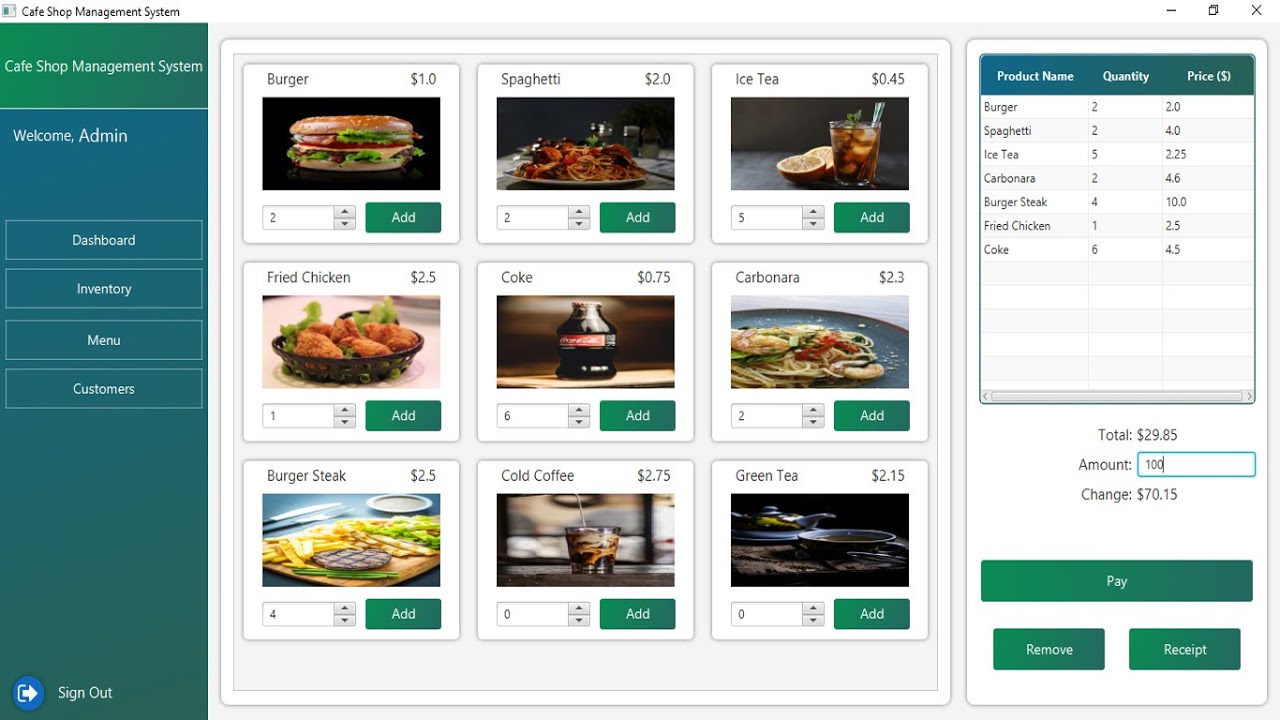 Cafe Shop Management System
Cafe Shop Management System
Welcome, Admin
Dashboard
Inventory
Menu
Customers
Sign Out
Burger $1.0
2 Add
Spaghetti $2.0
2 Add
Ice Tea $0.45
5 Add
Fried Chicken $2.5
1 Add
Coke $0.75
6 Add
Carbonara $2.3
2 Add
Burger Steak $2.5
4 Add
Cold Coffee $2.75
0 Add
Green Tea $2.15
0 Add
Product Name Quantity Price ($)
Burger 2 2.0
Spaghetti 2 4.0
Ice Tea 5 2.25
Carbonara 2 4.6
Burger Steak 4 10.0
Fried Chicken 1 2.5
Coke 6 4.5
Total: $29.85
Amount: 100
Change: $70.15
Pay
Remove Receipt